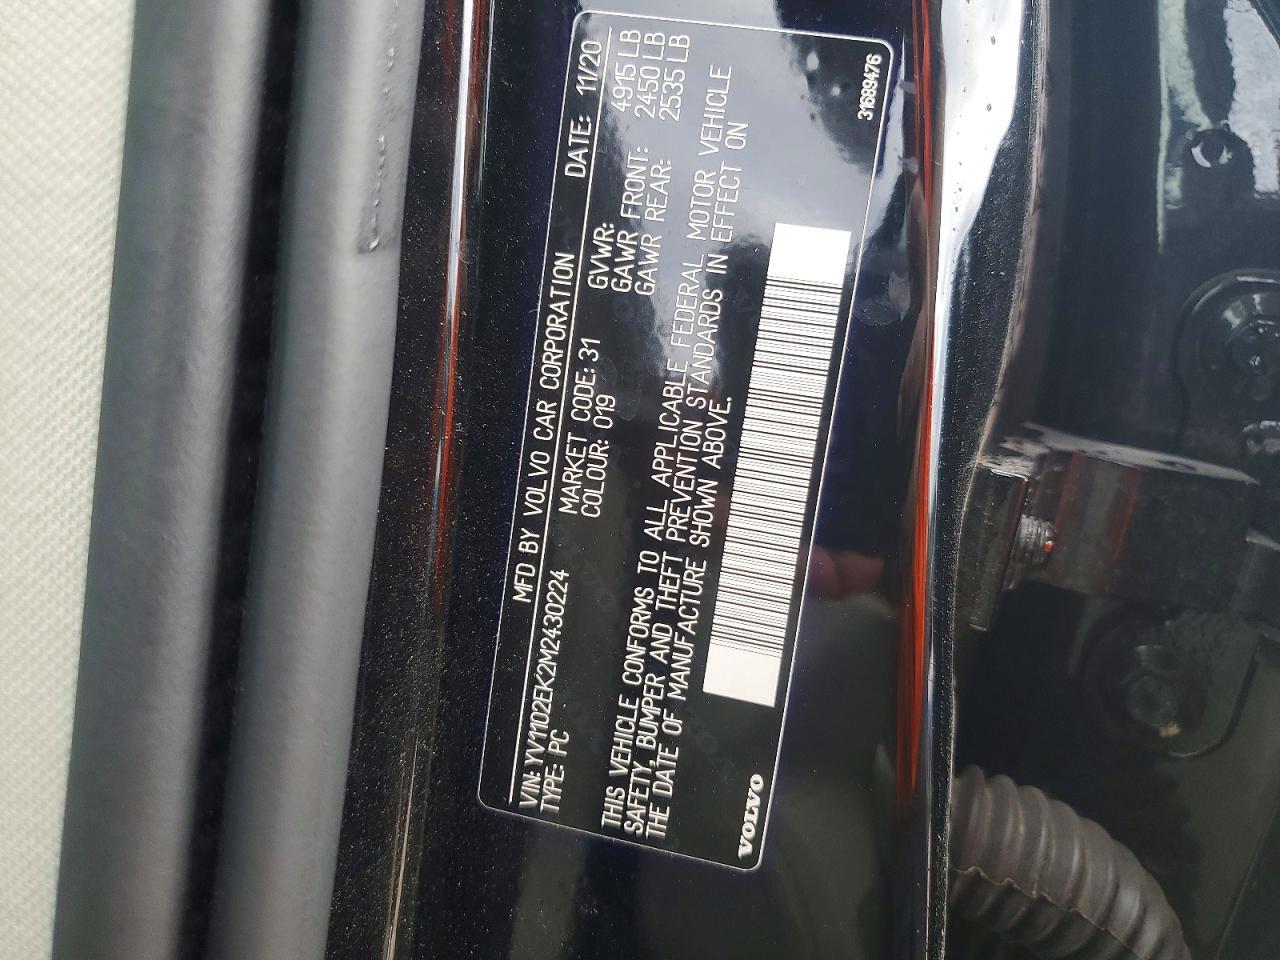 MFD BY VOLVO CAR CORPORATION DATE: 11/20
VIN: YV1102EK2M2430224
TYPE: PC
MARKET CODE: 31
COLOUR: 019
GVWR: 4915 LB
GAWR FRONT: 2450 LB
GAWR REAR: 2535 LB
THIS VEHICLE CONFORMS TO ALL APPLICABLE FEDERAL MOTOR VEHICLE
SAFETY, BUMPER AND THEFT PREVENTION STANDARDS IN EFFECT ON
THE DATE OF MANUFACTURE SHOWN ABOVE.
VOLVO
31689476